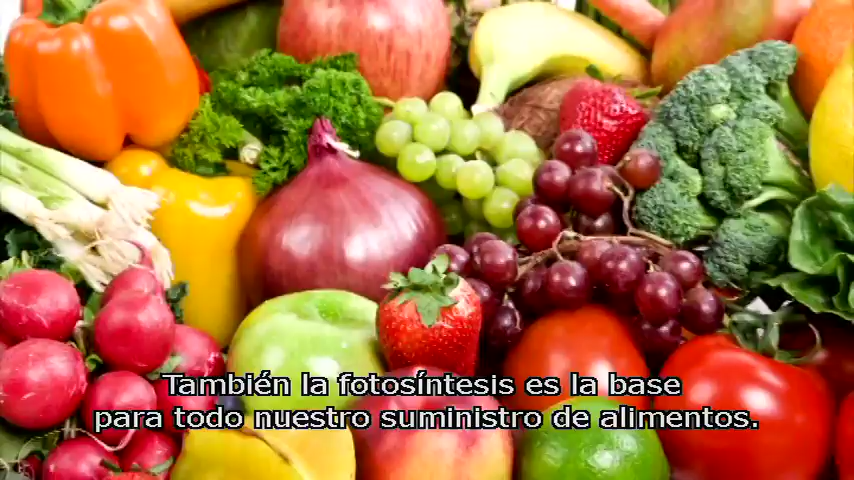 También la fotosíntesis es la base
para todo nuestro suministro de alimentos.